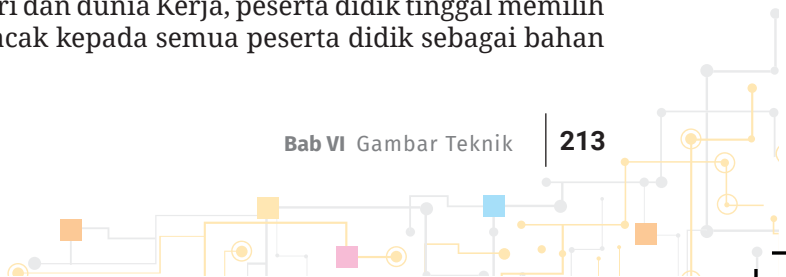 ri dan dunia Kerja, peserta didik tinggal memilih
acak kepada semua peserta didik sebagai bahan
Bab VI Gambar Teknik 213